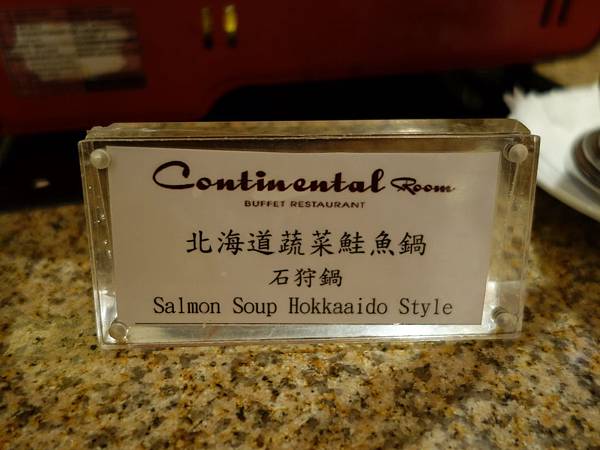 Continental Room
BUFFET RESTAURANT
北海道蔬菜鮭魚鍋
石狩鍋
Salmon Soup Hokkaaido Style